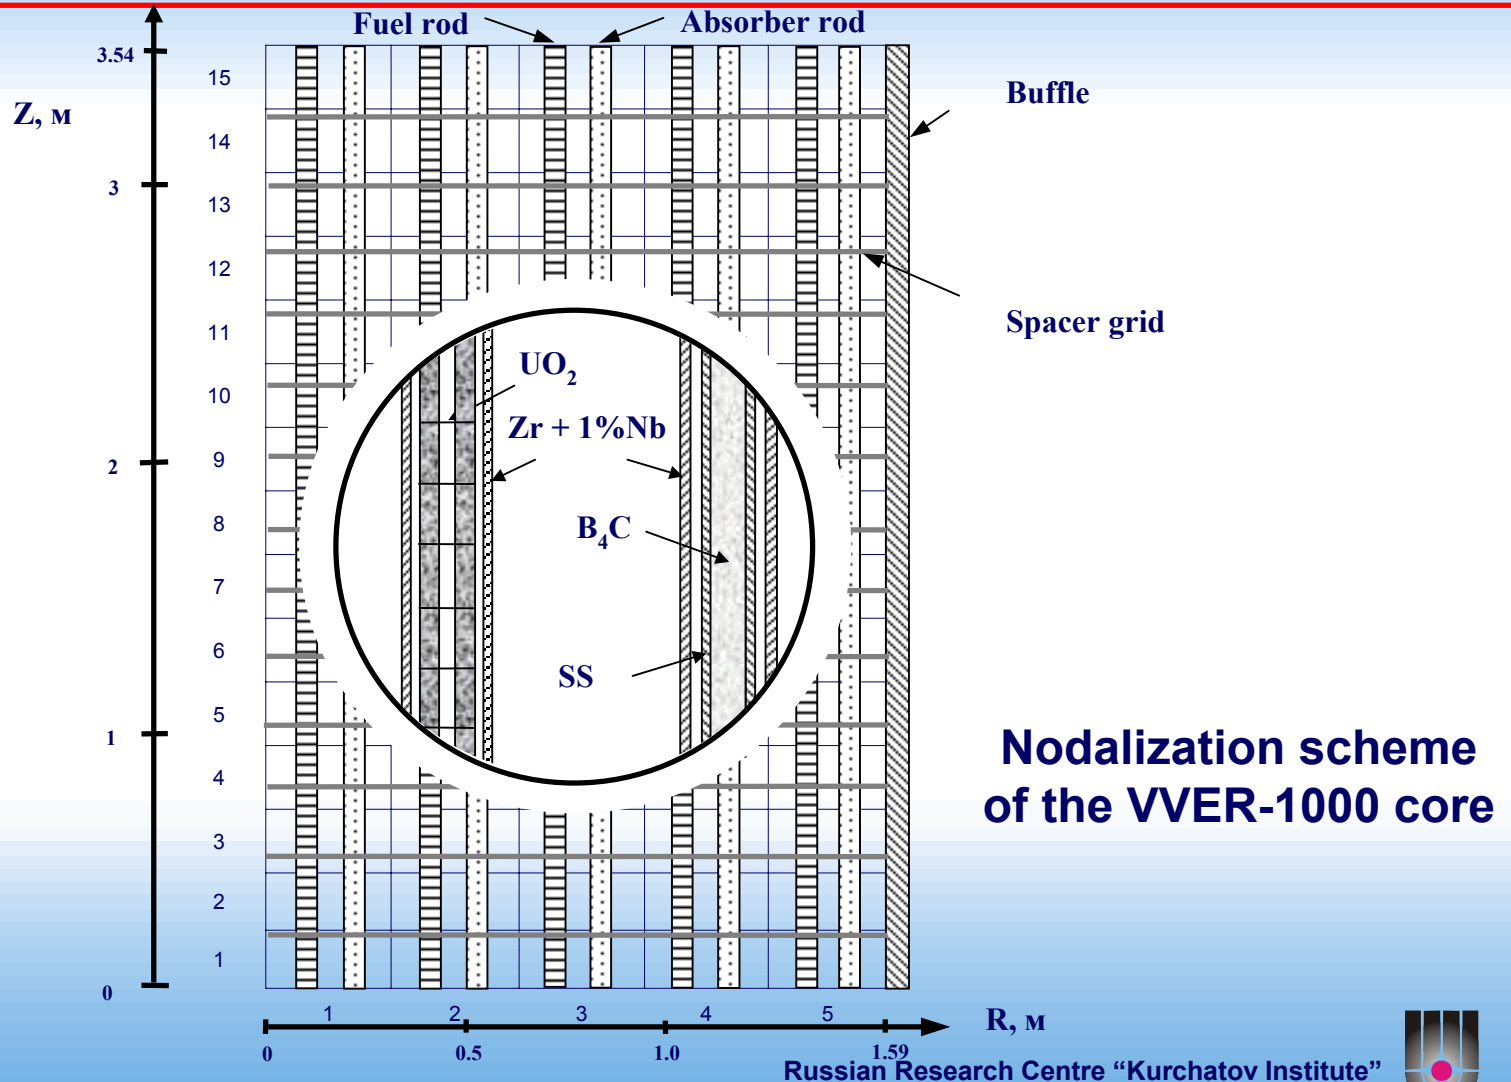 Fuel rod
Absorber rod
3.54
Z, м
3
2
1
0
15
14
13
12
11
10
9
8
7
6
5
4
3
2
1
Buffle
Spacer grid
UO2
Zr + 1%Nb
B4C
SS
Nodalization scheme
of the VVER-1000 core
1
2
3
4
5
R, м
0
0.5
1.0
1.59
Russian Research Centre “Kurchatov Institute”